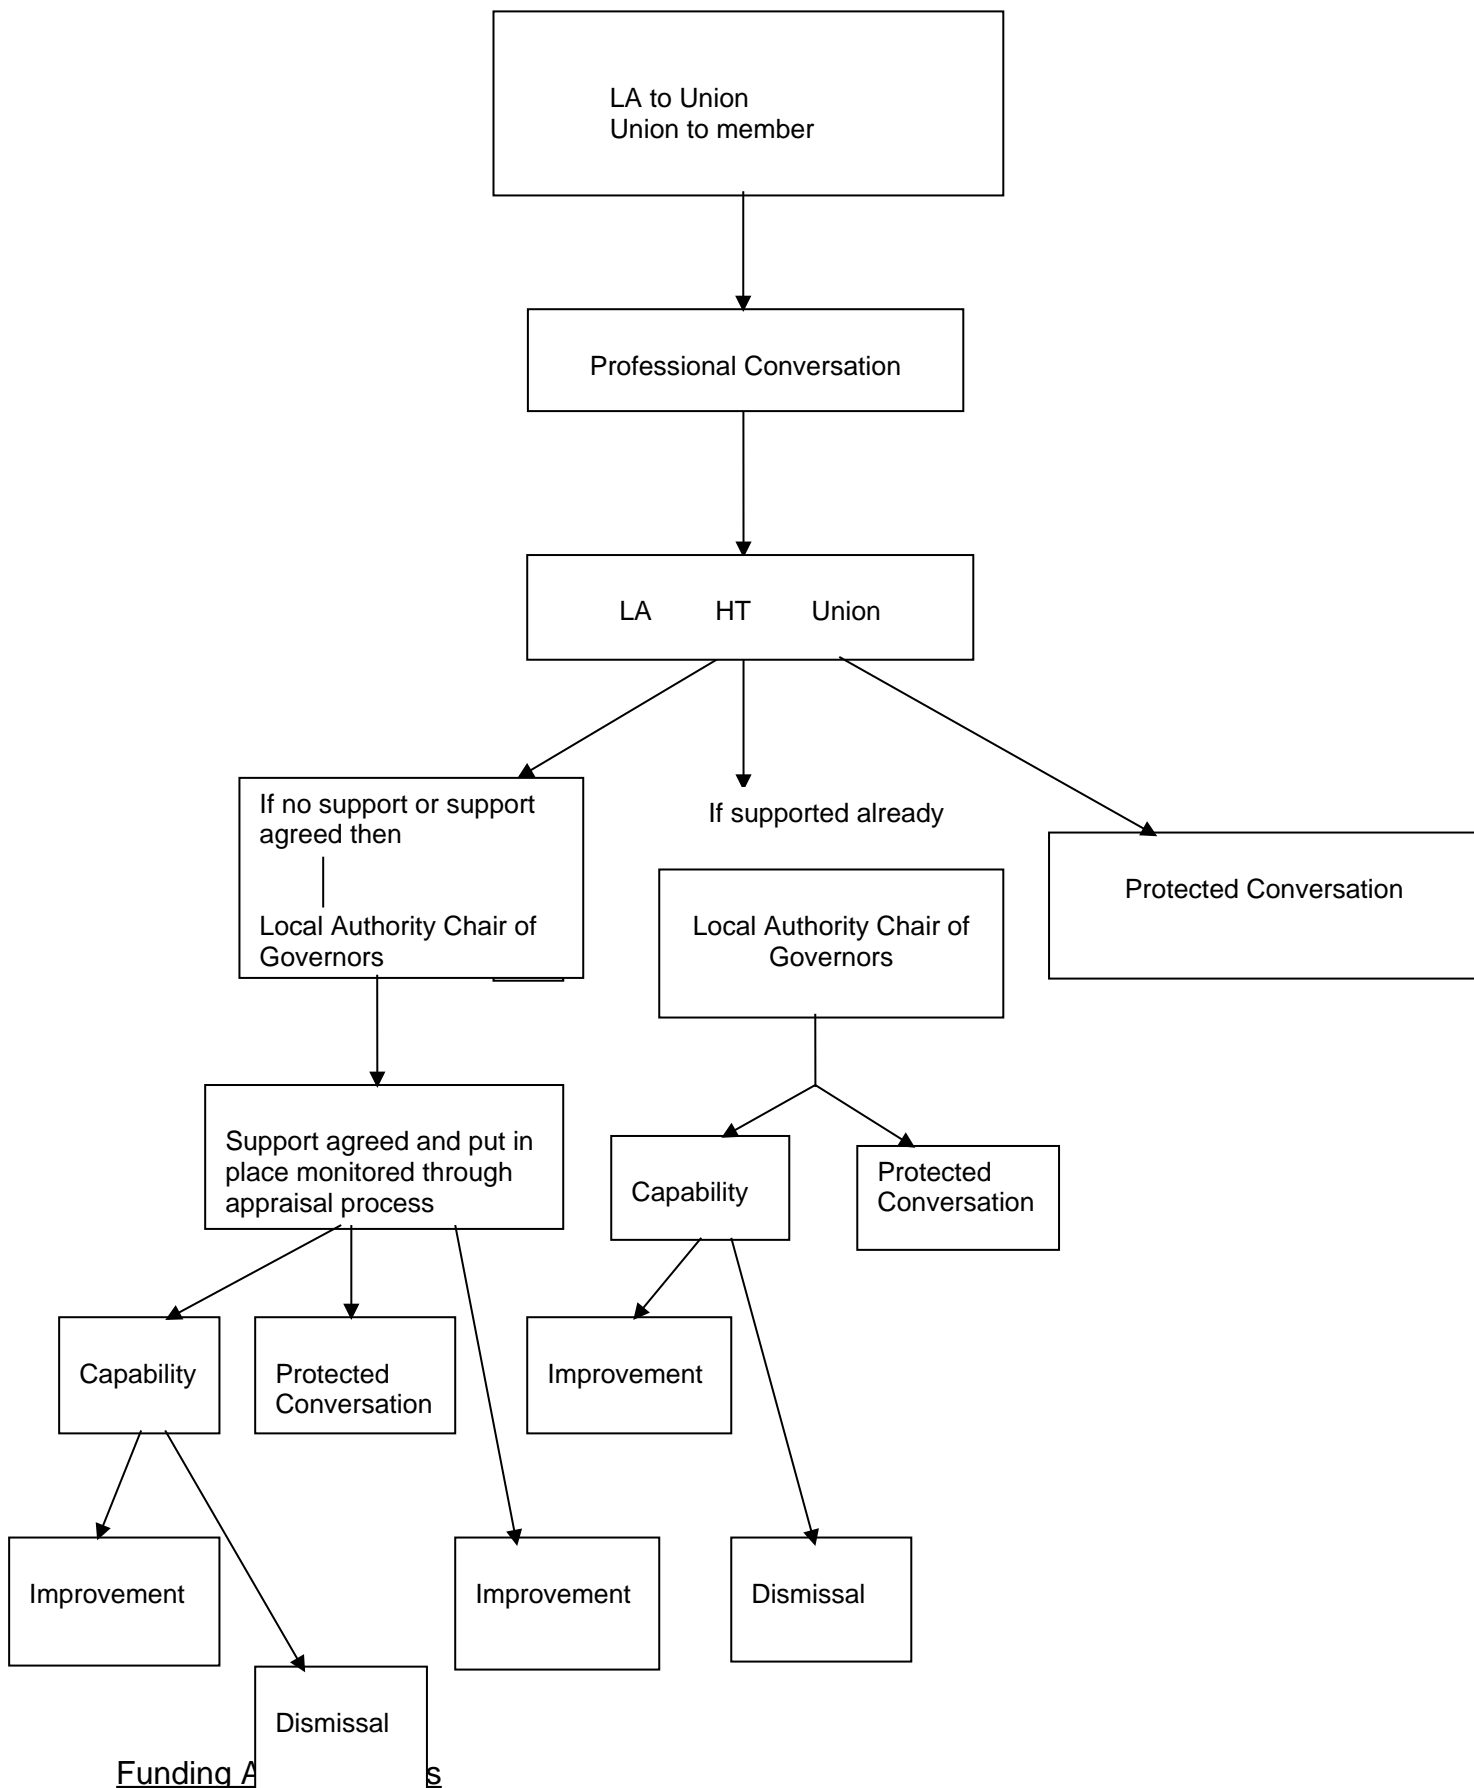 LA to Union
Union to member
Professional Conversation
LA HT Union
If no support or support
agreed then
Local Authority Chair of
Governors
If supported already
Local Authority Chair of
Governors
Protected Conversation
Support agreed and put in
place monitored through
appraisal process
Capability
Protected
Conversation
Capability
Protected
Conversation
Improvement
Improvement
Improvement
Dismissal
Dismissal
Funding